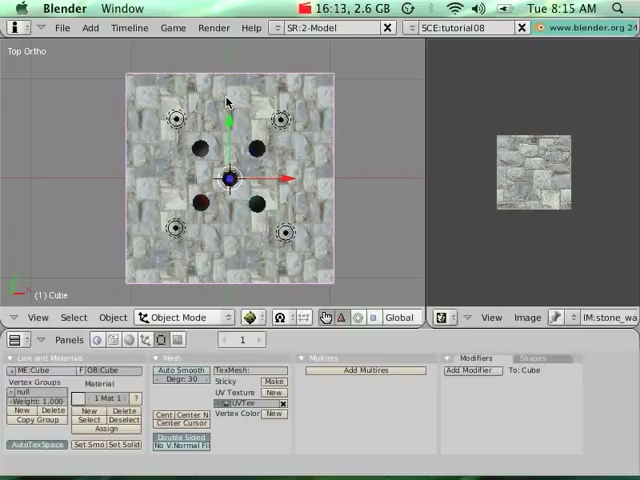 Blender Window 16:13, 2.6 GB Tue 8:15 AM
File Add Timeline Game Render Help SR:2-Model SCE:tutorial08 www.blender.org 24
Top Ortho
(1) Cube
View Select Object Object Mode Global View Image IM:stone_wa
Panels 1
Link and Materials Mesh Multires Modifiers Shapes
ME:Cube F OB:Cube Auto Smooth TexMesh: Add Multires Add Modifier To: Cube
Vertex Groups Material Degr: 30 Sticky Make
null 1 Mat 1 ? UV Texture New
Weight: 1.000 UVTex
New Delete New Delete Cent Center N Vertex Color New
Copy Group Select Deselect Center Cursor
Assign
AutoTexSpace Set Smo Set Solid Double Sided
No V.Normal Fl